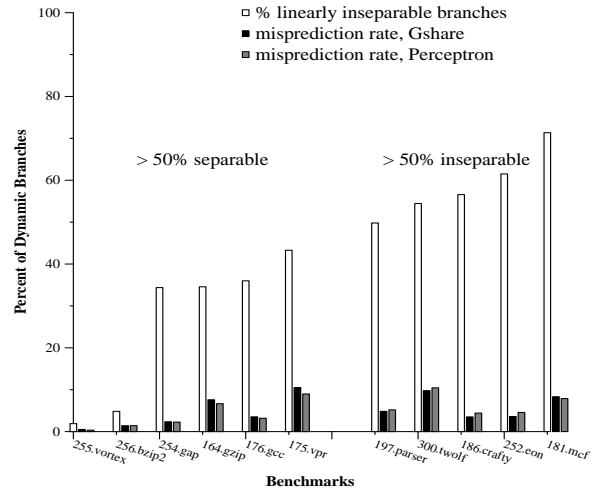 100
% linearly inseparable branches
misprediction rate, Gshare
misprediction rate, Perceptron
80
> 50% separable
> 50% inseparable
60
40
20
0
Percent of Dynamic Branches
255.vortex
256.bzip2
254.gap
164.gzip
176.gcc
175.vpr
197.parser
300.twolf
186.crafty
252.eon
181.mcf
Benchmarks